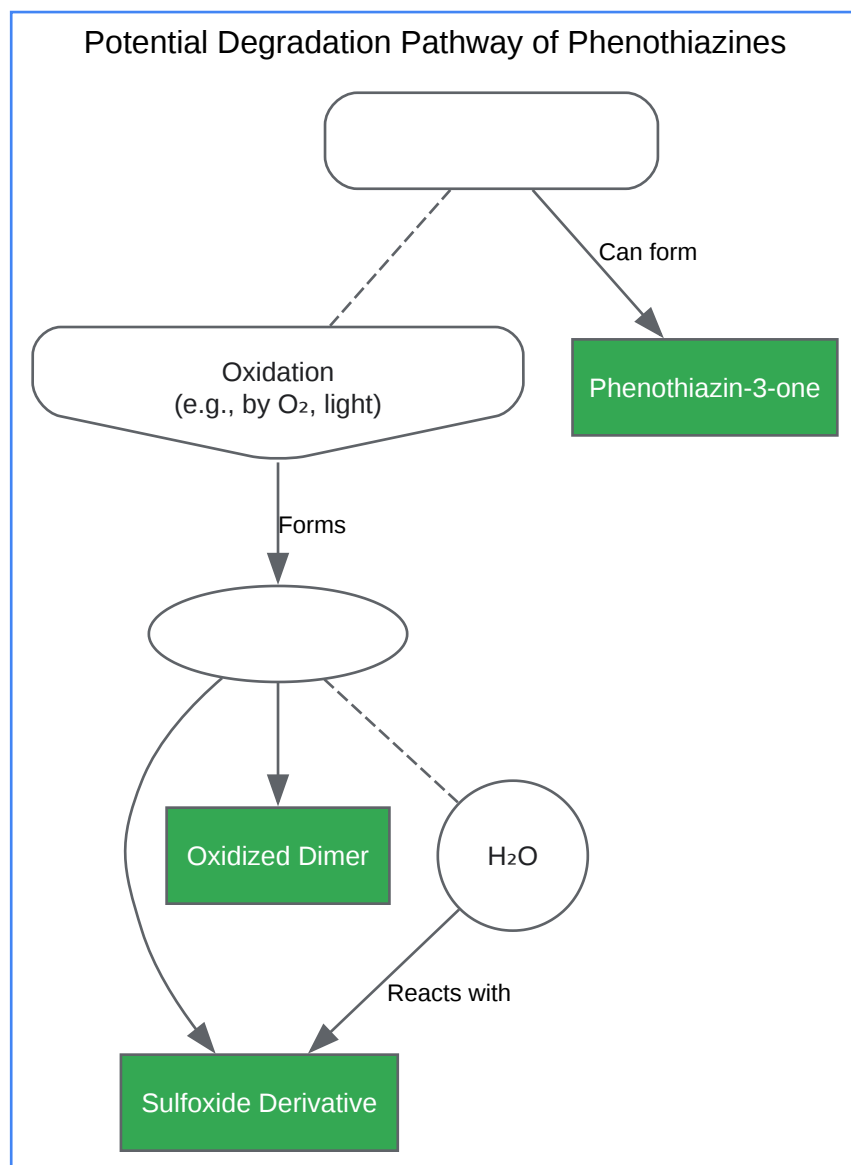 Potential Degradation Pathway of Phenothiazines
Can form
Oxidation
(e.g., by O₂, light)
Phenothiazin-3-one
Forms
Oxidized Dimer
H₂O
Reacts with
Sulfoxide Derivative